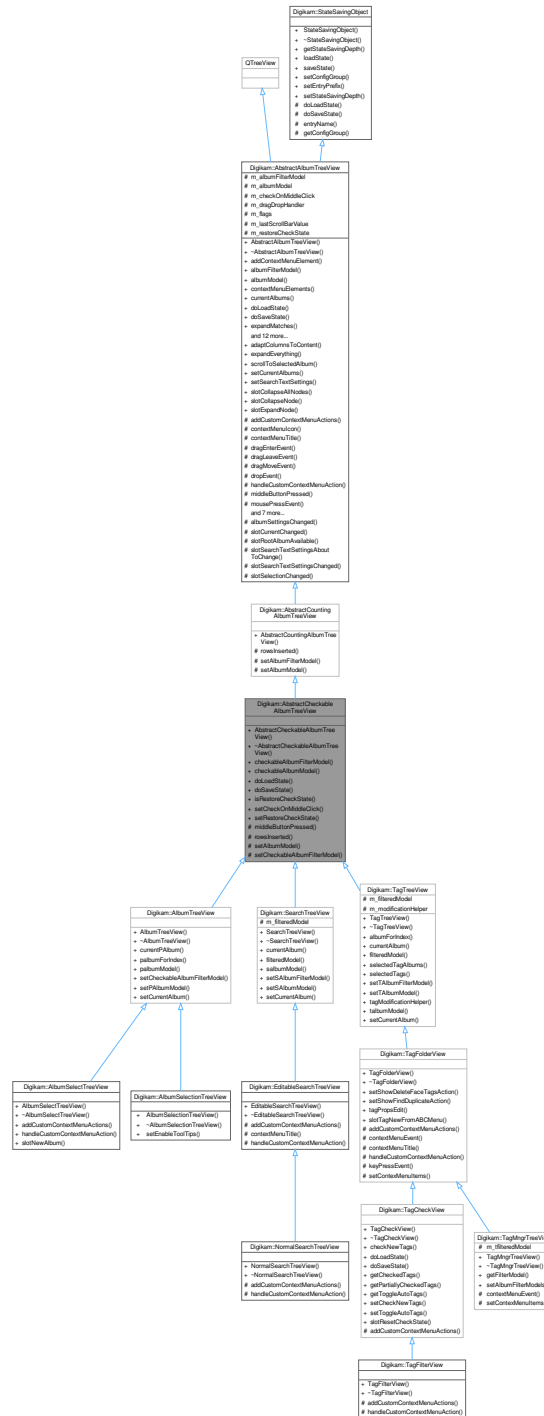 Digikam::StateSavingObject
+ StateSavingObject()
+ ~StateSavingObject()
+ getStateSavingDepth()
+ loadState()
+ saveState()
+ setConfigGroup()
+ setEntryPrefix()
+ setStateSavingDepth()
# doLoadState()
# doSaveState()
# entryName()
# getConfigGroup()
QTreeView
Digikam::AbstractAlbumTreeView
# m_albumFilterModel
# m_albumModel
# m_checkOnMiddleClick
# m_dragDropHandler
# m_flags
# m_lastScrollBarValue
# m_restoreCheckState
+ AbstractAlbumTreeView()
+ ~AbstractAlbumTreeView()
+ addContextMenuElement()
+ albumFilterModel()
+ albumModel()
+ contextMenuElements()
+ currentAlbums()
+ doLoadState()
+ doSaveState()
+ expandMatches()
and 12 more...
+ adaptColumnsToContent()
+ expandEverything()
+ scrollToSelectedAlbum()
+ setCurrentAlbums()
+ setSearchTextSettings()
+ slotCollapseAllNodes()
+ slotCollapseNode()
+ slotExpandNode()
# addCustomContextMenuActions()
# contextMenuIcon()
# contextMenuTitle()
# dragEnterEvent()
# dragLeaveEvent()
# dragMoveEvent()
# dropEvent()
# handleCustomContextMenuAction()
# middleButtonPressed()
# mousePressEvent()
and 7 more...
# albumSettingsChanged()
# slotCurrentChanged()
# slotRootAlbumAvailable()
# slotSearchTextSettingsAbout
ToChange()
# slotSearchTextSettingsChanged()
# slotSelectionChanged()
Digikam::AbstractCounting
AlbumTreeView
+ AbstractCountingAlbumTree
View()
# rowsInserted()
# setAlbumFilterModel()
# setAlbumModel()
Digikam::AbstractCheckable
AlbumTreeView
+ AbstractCheckableAlbumTree
View()
+ ~AbstractCheckableAlbumTree
View()
+ checkableAlbumFilterModel()
+ checkableAlbumModel()
+ doLoadState()
+ doSaveState()
+ isRestoreCheckState()
+ setCheckOnMiddleClick()
+ setRestoreCheckState()
# middleButtonPressed()
# rowsInserted()
# setAlbumModel()
# setCheckableAlbumFilterModel()
Digikam::AlbumTreeView
+ AlbumTreeView()
+ ~AlbumTreeView()
+ currentPAlbum()
+ palbumForIndex()
+ palbumModel()
+ setCheckableAlbumFilterModel()
+ setPAlbumModel()
+ setCurrentAlbum()
Digikam::SearchTreeView
# m_filteredModel
+ SearchTreeView()
+ ~SearchTreeView()
+ currentAlbum()
+ filteredModel()
+ salbumModel()
+ setSAlbumFilterModel()
+ setSAlbumModel()
+ setCurrentAlbum()
Digikam::TagTreeView
# m_filteredModel
# m_modificationHelper
+ TagTreeView()
+ ~TagTreeView()
+ albumForIndex()
+ currentAlbum()
+ filteredModel()
+ selectedTagAlbums()
+ selectedTags()
+ setTAlbumFilterModel()
+ setTAlbumModel()
+ tagModificationHelper()
+ talbumModel()
+ setCurrentAlbum()
Digikam::AlbumSelectTreeView
+ AlbumSelectTreeView()
+ ~AlbumSelectTreeView()
# addCustomContextMenuActions()
# handleCustomContextMenuAction()
# slotNewAlbum()
Digikam::AlbumSelectionTreeView
+ AlbumSelectionTreeView()
+ ~AlbumSelectionTreeView()
+ setEnableToolTips()
Digikam::EditableSearchTreeView
+ EditableSearchTreeView()
+ ~EditableSearchTreeView()
# addCustomContextMenuActions()
# contextMenuTitle()
# handleCustomContextMenuAction()
Digikam::TagFolderView
+ TagFolderView()
+ ~TagFolderView()
+ setShowDeleteFaceTagsAction()
+ setShowFindDuplicateAction()
+ tagPropsEdit()
+ slotTagNewFromABCMenu()
# addCustomContextMenuActions()
# contextMenuEvent()
# contextMenuTitle()
# handleCustomContextMenuAction()
# keyPressEvent()
# setContexMenuItems()
Digikam::NormalSearchTreeView
+ NormalSearchTreeView()
+ ~NormalSearchTreeView()
# addCustomContextMenuActions()
# handleCustomContextMenuAction()
Digikam::TagCheckView
+ TagCheckView()
+ ~TagCheckView()
+ checkNewTags()
+ doLoadState()
+ doSaveState()
+ getCheckedTags()
+ getPartiallyCheckedTags()
+ getToggleAutoTags()
+ setCheckNewTags()
+ setToggleAutoTags()
+ slotResetCheckState()
# addCustomContextMenuActions()
Digikam::TagMngrTreeView
# m_tfilteredModel
+ TagMngrTreeView()
+ ~TagMngrTreeView()
+ getFilterModel()
+ setAlbumFilterModels()
# contextMenuEvent()
# setContexMenuItems()
Digikam::TagFilterView
+ TagFilterView()
+ ~TagFilterView()
# addCustomContextMenuActions()
# handleCustomContextMenuAction()